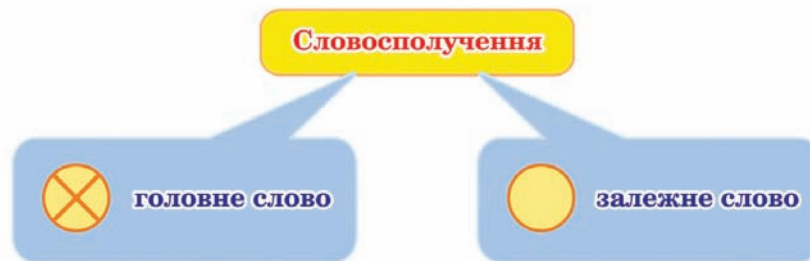 Словосполучення
головне слово
залежне слово